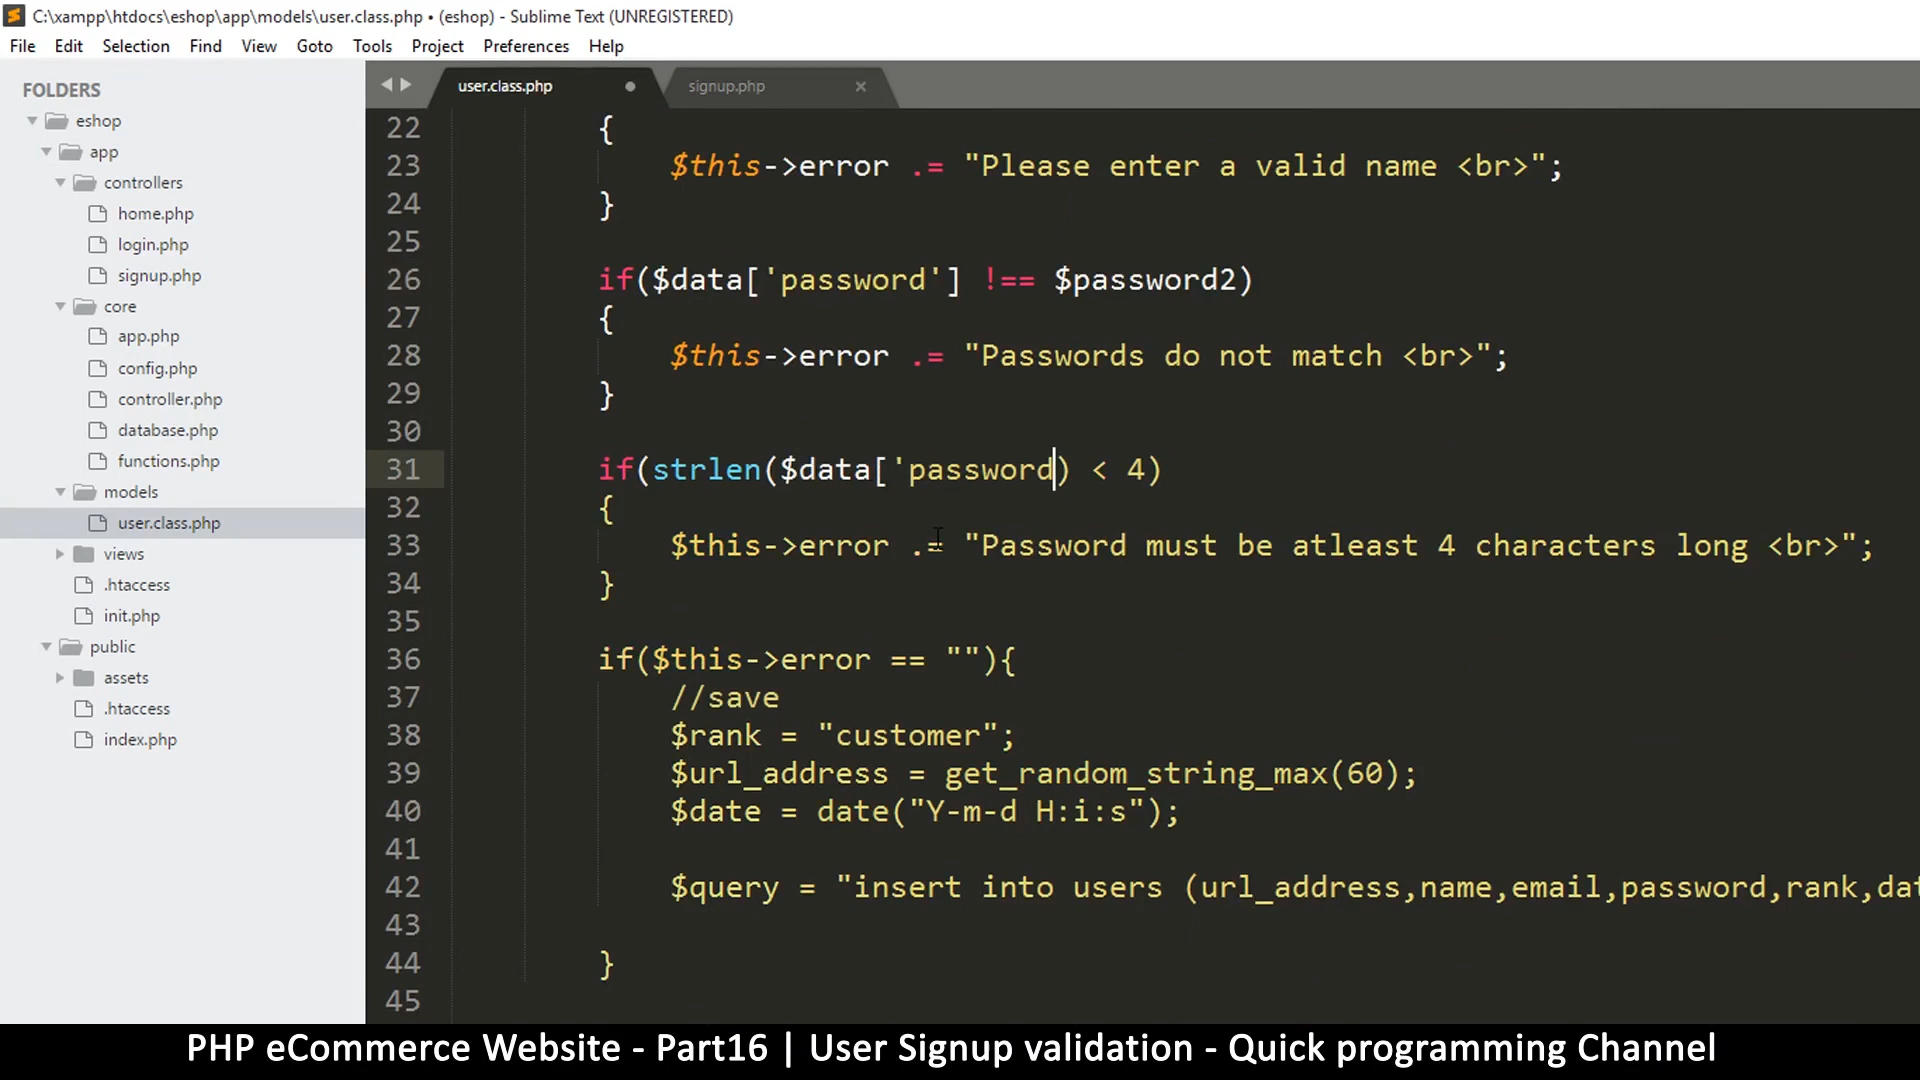 C:\xampp\htdocs\eshop\app\models\user.class.php • (eshop) - Sublime Text (UNREGISTERED)
File Edit Selection Find View Goto Tools Project Preferences Help
FOLDERS
eshop
app
controllers
home.php
login.php
signup.php
core
app.php
config.php
controller.php
database.php
functions.php
models
user.class.php
views
.htaccess
init.php
public
assets
.htaccess
index.php
user.class.php signup.php
22 {
23 $this->error .= "Please enter a valid name <br>";
24 }
25
26 if($data['password'] !== $password2)
27 {
28 $this->error .= "Passwords do not match <br>";
29 }
30
31 if(strlen($data['password) < 4)
32 {
33 $this->error .= "Password must be atleast 4 characters long <br>";
34 }
35
36 if($this->error == ""){
37 //save
38 $rank = "customer";
39 $url_address = get_random_string_max(60);
40 $date = date("Y-m-d H:i:s");
41
42 $query = "insert into users (url_address,name,email,password,rank,dat
43
44 }
45
PHP eCommerce Website - Part16 | User Signup validation - Quick programming Channel